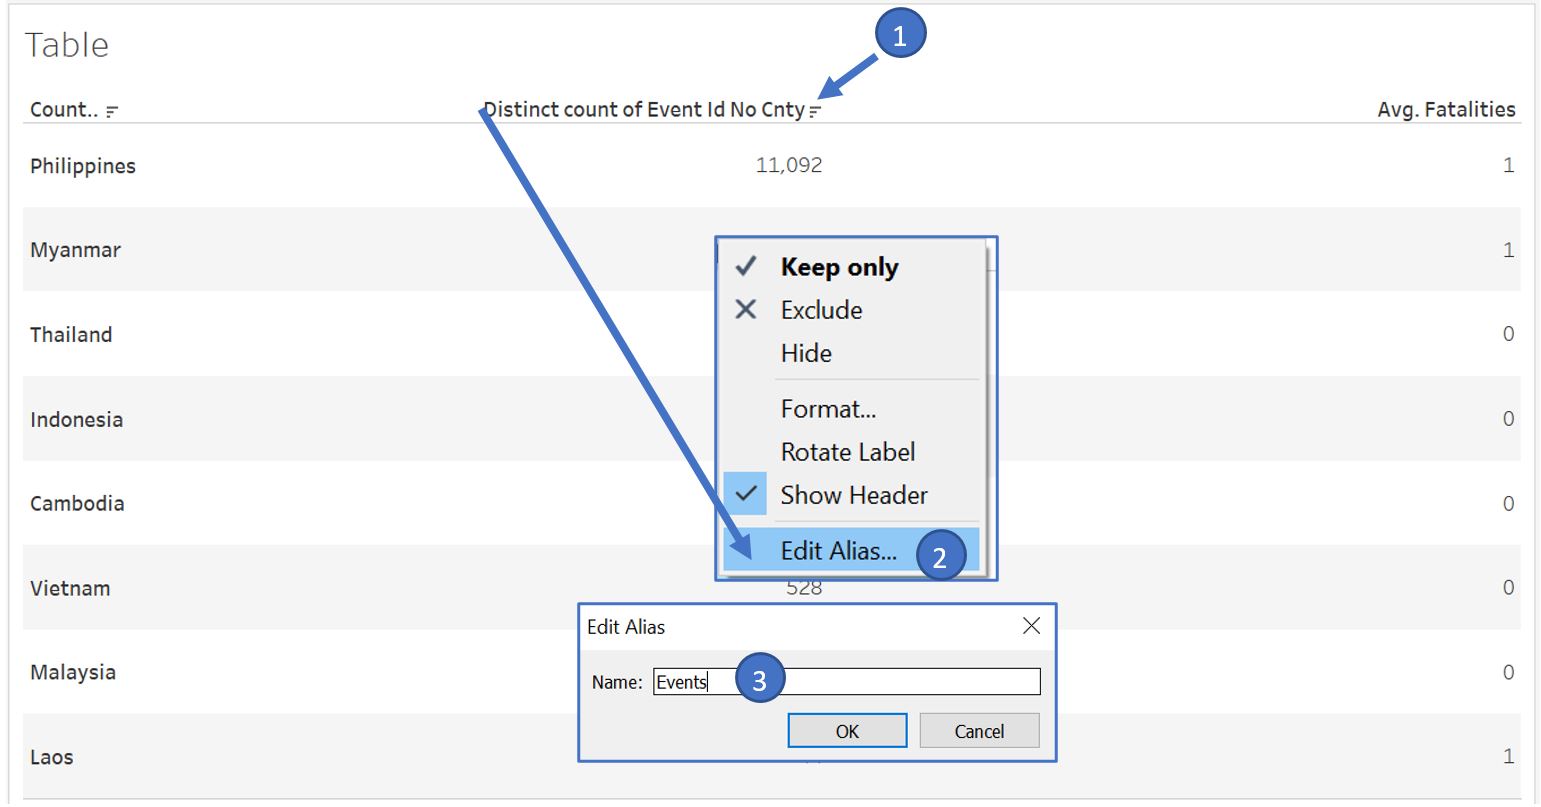 Table
1
Count.. Distinct count of Event Id No Cnty Avg. Fatalities
Philippines 11,092 1
Myanmar 1
Keep only
Exclude
Thailand 0
Hide
Format...
Indonesia 0
Rotate Label
Show Header
Cambodia 0
Edit Alias... 2
Vietnam 528 0
Edit Alias
Malaysia 0
Name: Events 3
OK Cancel
Laos 1